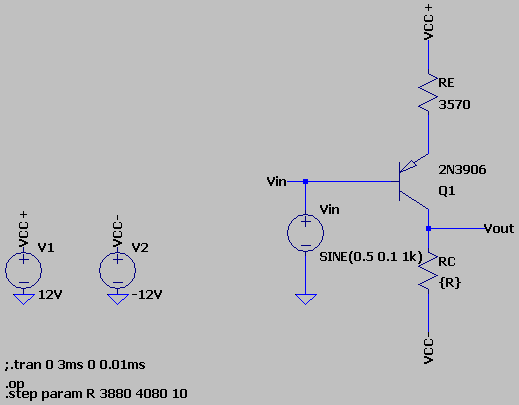 VCC+
RE
3570
2N3906
Q1
Vin
Vin
Vout
SINE(0.5 0.1 1k)
RC
{R}
VCC-
VCC+
V1
12V
VCC-
V2
-12V
;.tran 0 3ms 0 0.01ms
.op
.step param R 3880 4080 10